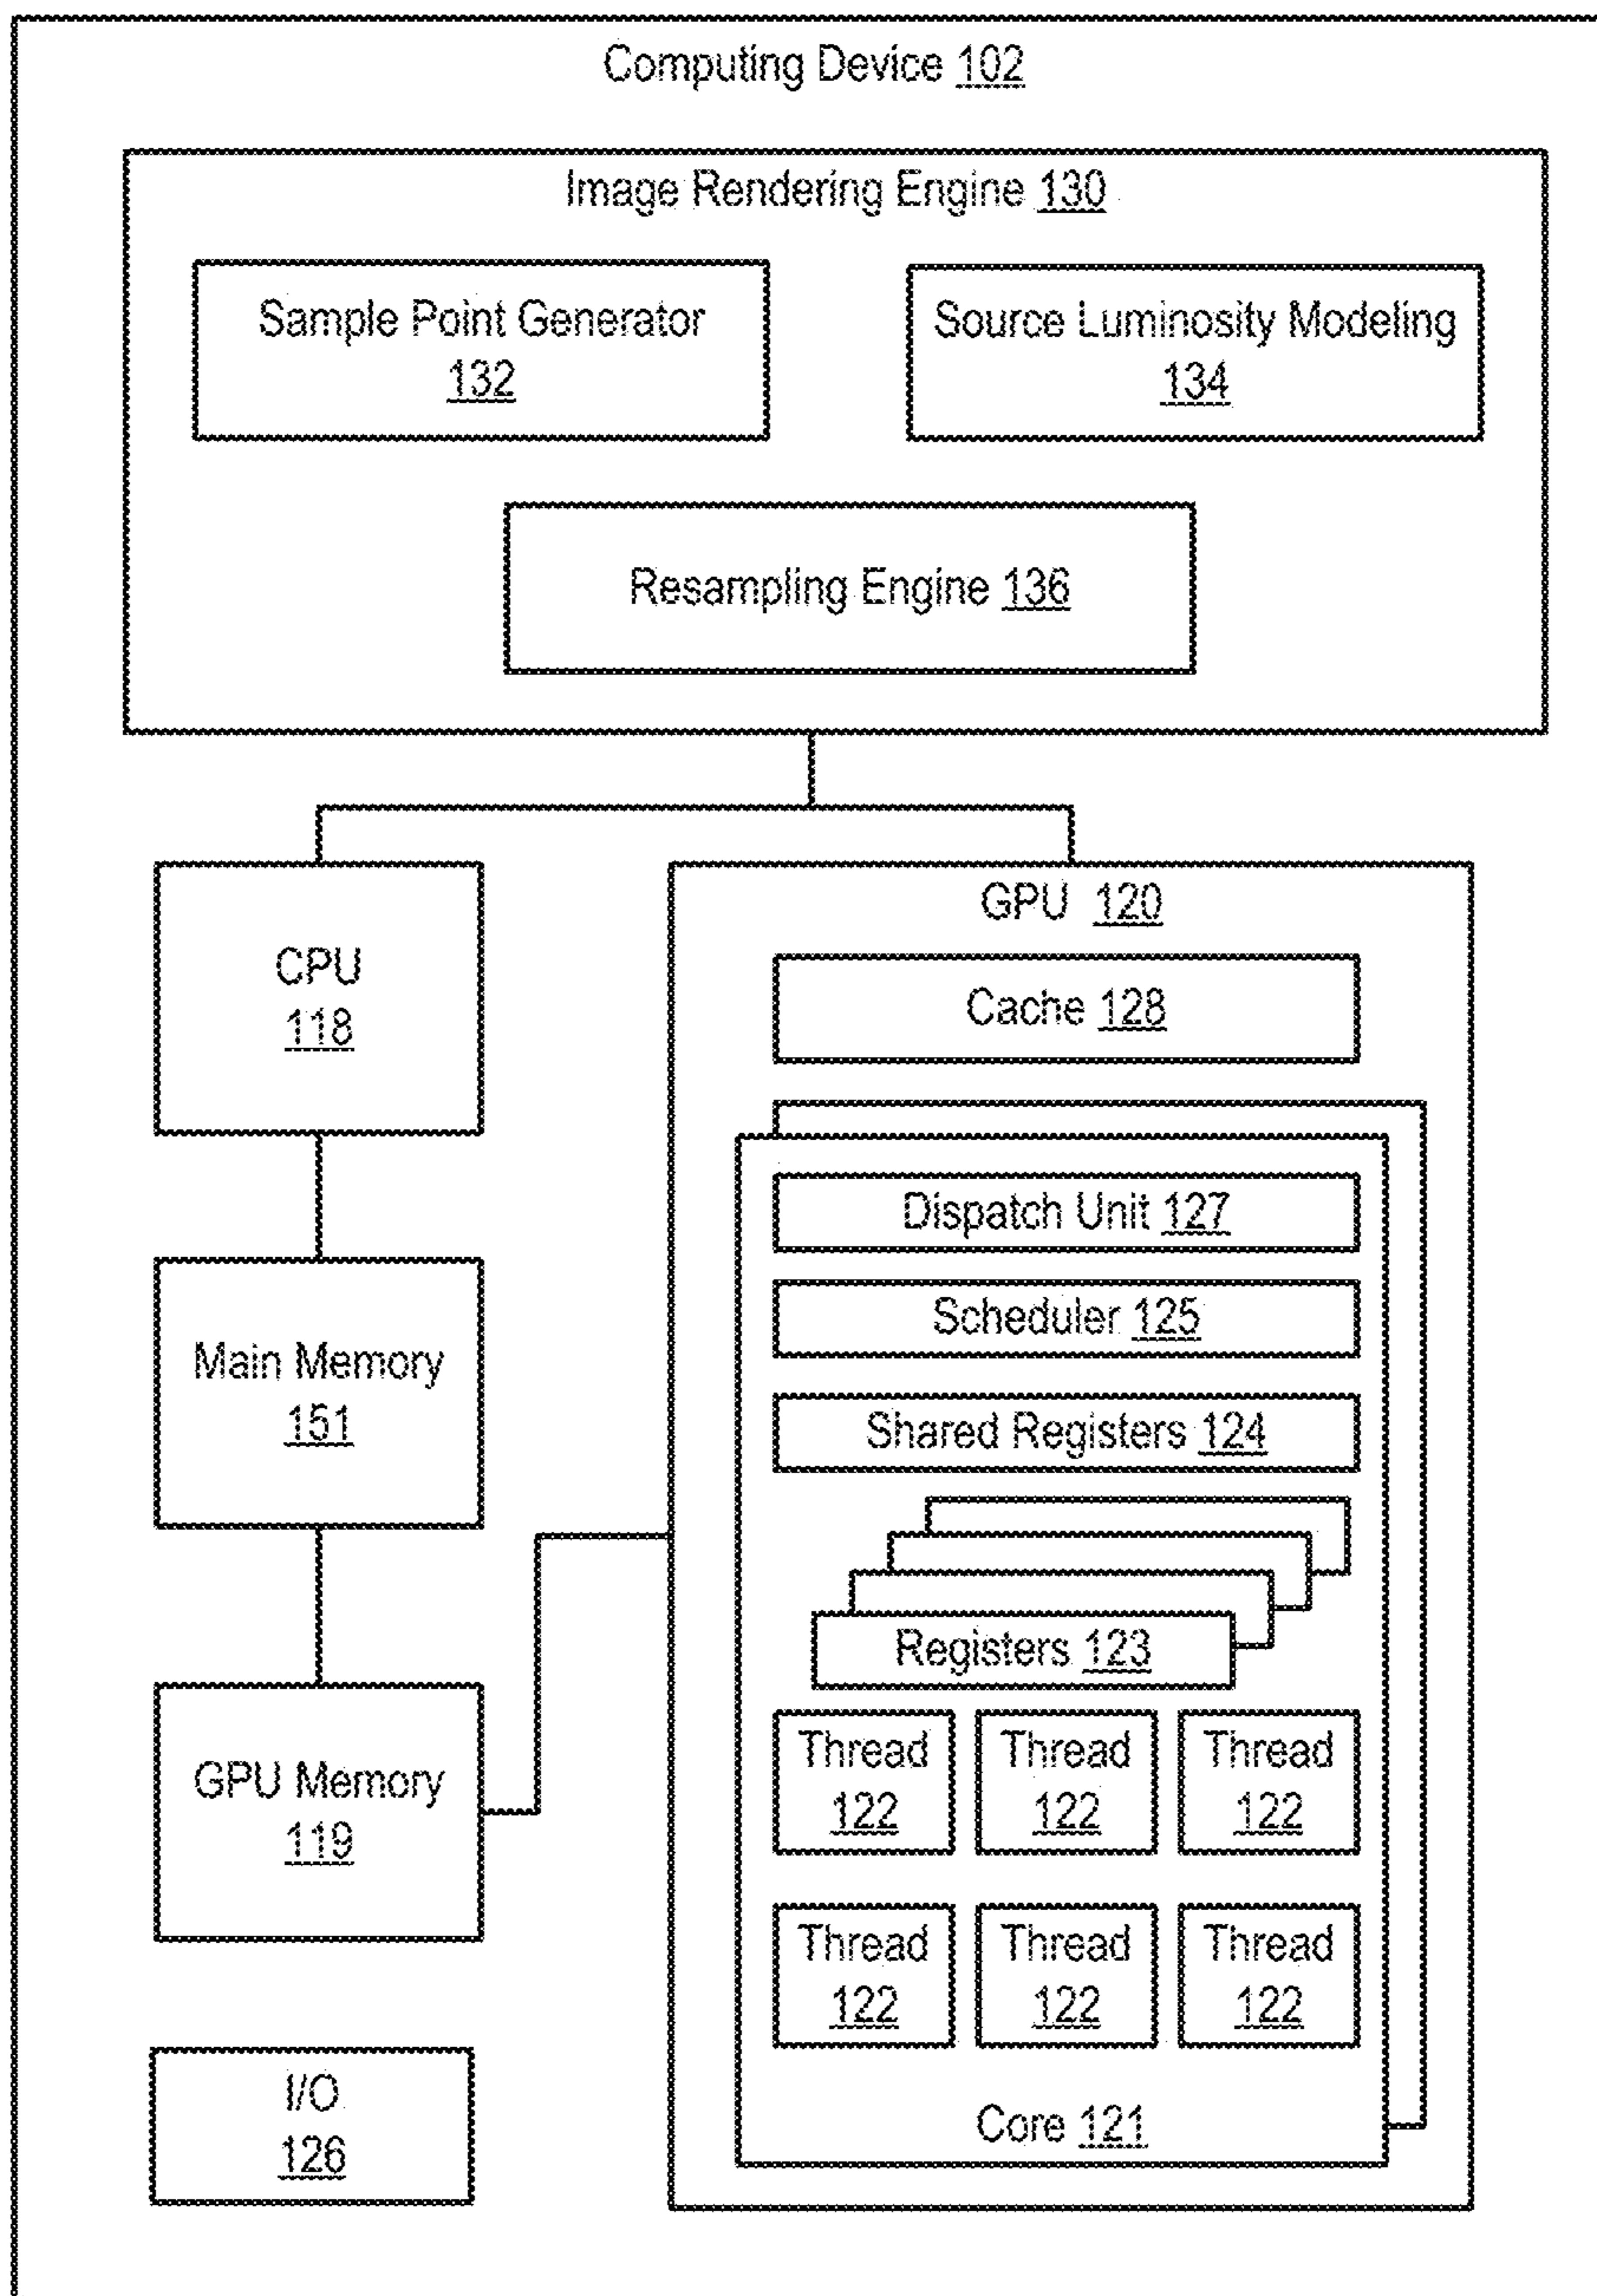 Computing Device 102
Image Rendering Engine 130
Sample Point Generator
132
Source Luminosity Modeling
134
Resampling Engine 136
CPU
118
Main Memory
151
GPU Memory
119
I/O
126
GPU 120
Cache 128
Dispatch Unit 127
Scheduler 125
Shared Registers 124
Registers 123
Thread
122
Thread
122
Thread
122
Thread
122
Thread
122
Thread
122
Core 121